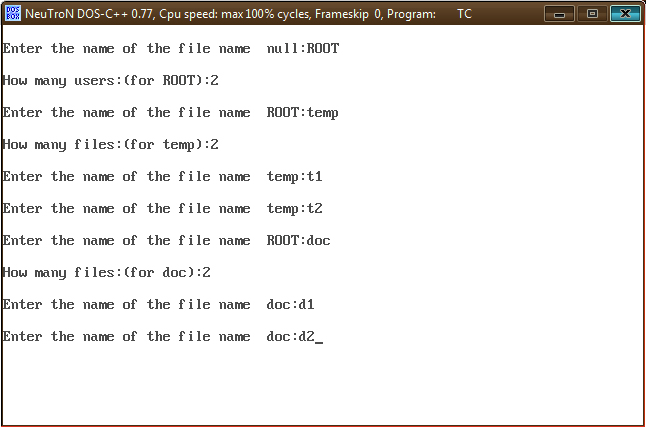 DOS BOX
NeuTroN DOS-C++ 0.77, Cpu speed: max 100% cycles, Frameskip 0, Program: TC
Enter the name of the file name  null:ROOT
How many users:(for ROOT):2
Enter the name of the file name  ROOT:temp
How many files:(for temp):2
Enter the name of the file name  temp:t1
Enter the name of the file name  temp:t2
Enter the name of the file name  ROOT:doc
How many files:(for doc):2
Enter the name of the file name  doc:d1
Enter the name of the file name  doc:d2_